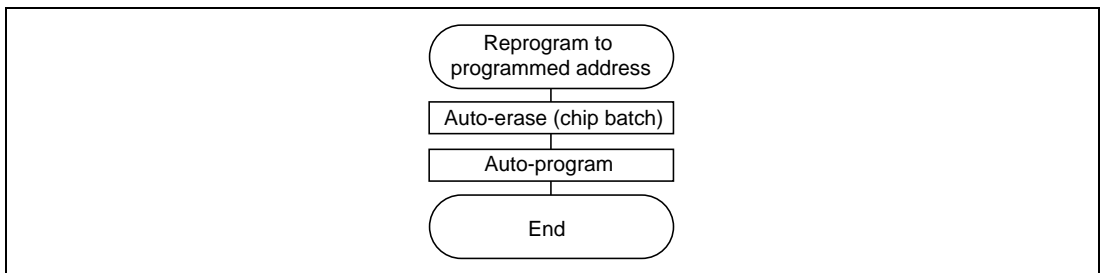 Reprogram to
programmed address
Auto-erase (chip batch)
Auto-program
End